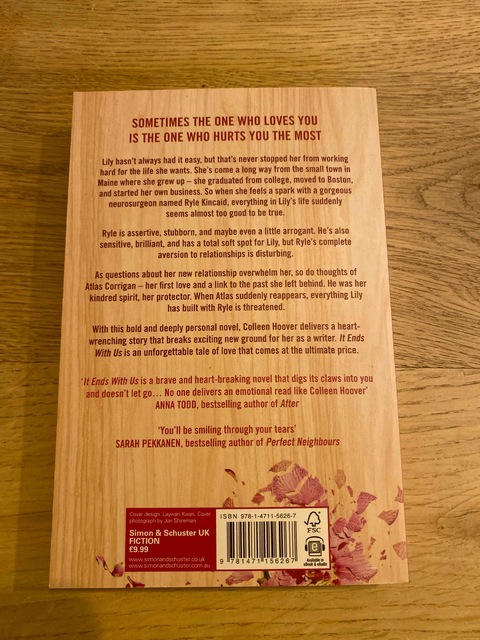 SOMETIMES THE ONE WHO LOVES YOU
IS THE ONE WHO HURTS YOU THE MOST
Lily hasn't always had it easy, but that's never stopped her from working
hard for the life she wants. She's come a long way from the small town in
Maine where she grew up – she graduated from college, moved to Boston,
and started her own business. So when she feels a spark with a gorgeous
neurosurgeon named Ryle Kincaid, everything in Lily's life suddenly
seems almost too good to be true.
Ryle is assertive, stubborn, and maybe even a little arrogant. He's also
sensitive, brilliant, and has a total soft spot for Lily, but Ryle's complete
aversion to relationships is disturbing.
As questions about her new relationship overwhelm her, so do thoughts of
Atlas Corrigan – her first love and a link to the past she left behind. He was her
kindred spirit, her protector. When Atlas suddenly reappears, everything Lily
has built with Ryle is threatened.
With this bold and deeply personal novel, Colleen Hoover delivers a heart-
wrenching story that breaks exciting new ground for her as a writer. It Ends
With Us is an unforgettable tale of love that comes at the ultimate price.
'It Ends With Us is a brave and heart-breaking novel that digs its claws into you
and doesn't let go… No one delivers an emotional read like Colleen Hoover'
ANNA TODD, bestselling author of After
'You'll be smiling through your tears'
SARAH PEKKANEN, bestselling author of Perfect Neighbours
Cover design: Laywan Kwan. Cover
photograph by Jon Shireman
Simon & Schuster UK
FICTION
£9.99
www.simonandschuster.co.uk
www.simonandschuster.com.au
ISBN 978-1-4711-5626-7
9 781471 156267
FSC
Available in
eBook & eAudio